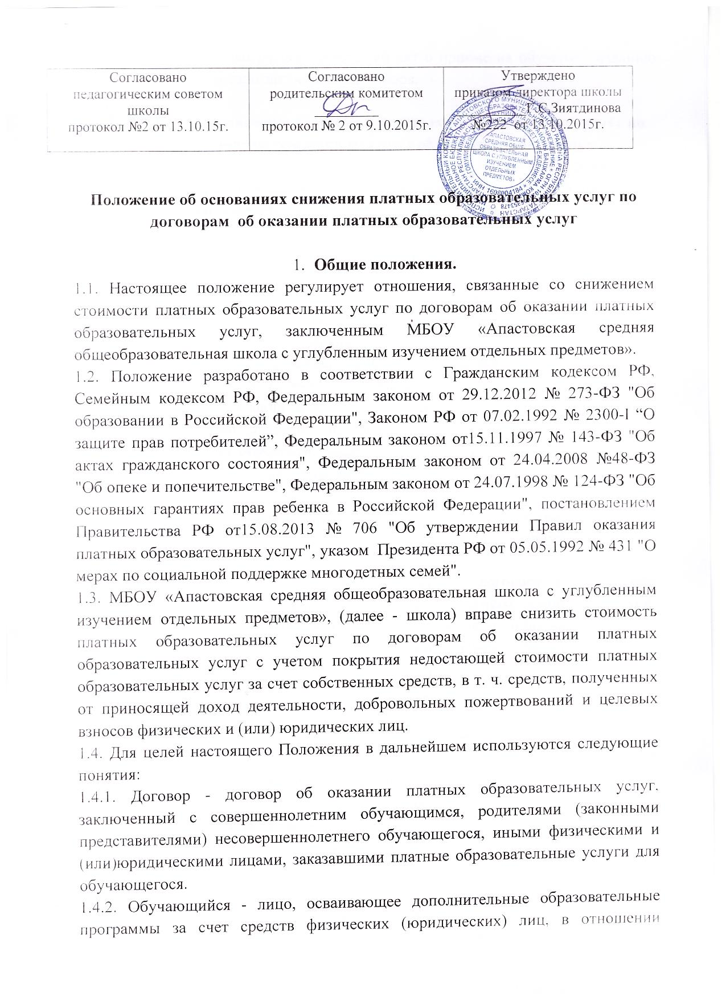 Согласовано
педагогическим советом
школы
протокол №2 от 13.10.15г.
Согласовано
родительским комитетом
протокол № 2 от 9.10.2015г.
Утверждено
приказом директора школы
Г.С.Зиятдинова
№222 от 13.10.2015г.
АПАСТОВСКАЯ
СРЕДНЯЯ ОБЩЕ-
ОБРАЗОВАТЕЛЬНАЯ
ШКОЛА С УГЛУБЛЕННЫМ
ИЗУЧЕНИЕМ
ОТДЕЛЬНЫХ
ПРЕДМЕТОВ
ИНН 1608004184
Положение об основаниях снижения платных образовательных услуг по
договорам об оказании платных образовательных услуг
1. Общие положения.
1.1. Настоящее положение регулирует отношения, связанные со снижением
стоимости платных образовательных услуг по договорам об оказании платных
образовательных услуг, заключенным МБОУ «Апастовская средняя
общеобразовательная школа с углубленным изучением отдельных предметов».
1.2. Положение разработано в соответствии с Гражданским кодексом РФ,
Семейным кодексом РФ, Федеральным законом от 29.12.2012 № 273-ФЗ "Об
образовании в Российской Федерации", Законом РФ от 07.02.1992 № 2300-I “О
защите прав потребителей”, Федеральным законом от15.11.1997 № 143-ФЗ "Об
актах гражданского состояния", Федеральным законом от 24.04.2008 №48-ФЗ
"Об опеке и попечительстве", Федеральным законом от 24.07.1998 № 124-ФЗ "Об
основных гарантиях прав ребенка в Российской Федерации", постановлением
Правительства РФ от15.08.2013 № 706 "Об утверждении Правил оказания
платных образовательных услуг", указом Президента РФ от 05.05.1992 № 431 "О
мерах по социальной поддержке многодетных семей".
1.3. МБОУ «Апастовская средняя общеобразовательная школа с углубленным
изучением отдельных предметов», (далее - школа) вправе снизить стоимость
платных образовательных услуг по договорам об оказании платных
образовательных услуг с учетом покрытия недостающей стоимости платных
образовательных услуг за счет собственных средств, в т. ч. средств, полученных
от приносящей доход деятельности, добровольных пожертвований и целевых
взносов физических и (или) юридических лиц.
1.4. Для целей настоящего Положения в дальнейшем используются следующие
понятия:
1.4.1. Договор - договор об оказании платных образовательных услуг,
заключенный с совершеннолетним обучающимся, родителями (законными
представителями) несовершеннолетнего обучающегося, иными физическими и
(или)юридическими лицами, заказавшими платные образовательные услуги для
обучающегося.
1.4.2. Обучающийся - лицо, осваивающее дополнительные образовательные
программы за счет средств физических (юридических) лиц, в отношении